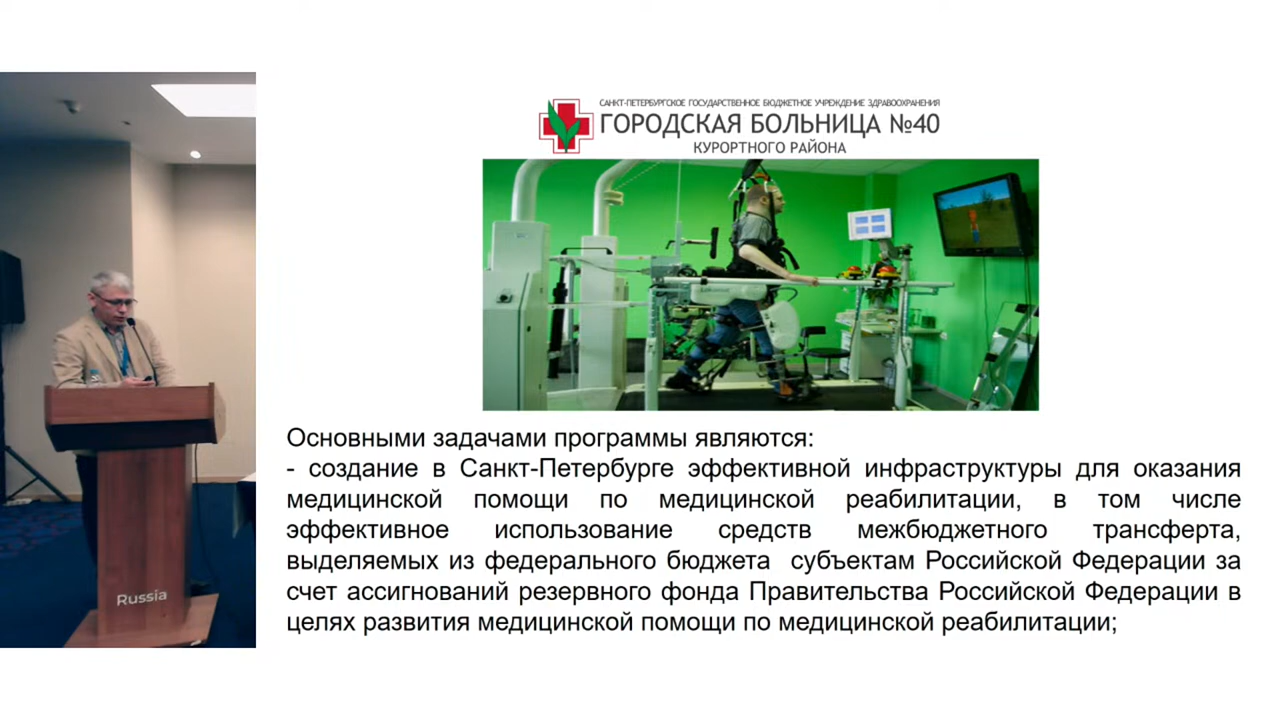 САНКТ-ПЕТЕРБУРГСКОЕ ГОСУДАРСТВЕННОЕ БЮДЖЕТНОЕ УЧРЕЖДЕНИЕ ЗДРАВООХРАНЕНИЯ
ГОРОДСКАЯ БОЛЬНИЦА №40
КУРОРТНОГО РАЙОНА
Основными задачами программы являются:
- создание в Санкт-Петербурге эффективной инфраструктуры для оказания
медицинской помощи по медицинской реабилитации, в том числе
эффективное использование средств межбюджетного трансферта,
выделяемых из федерального бюджета субъектам Российской Федерации за
счет ассигнований резервного фонда Правительства Российской Федерации в
целях развития медицинской помощи по медицинской реабилитации;
Russia